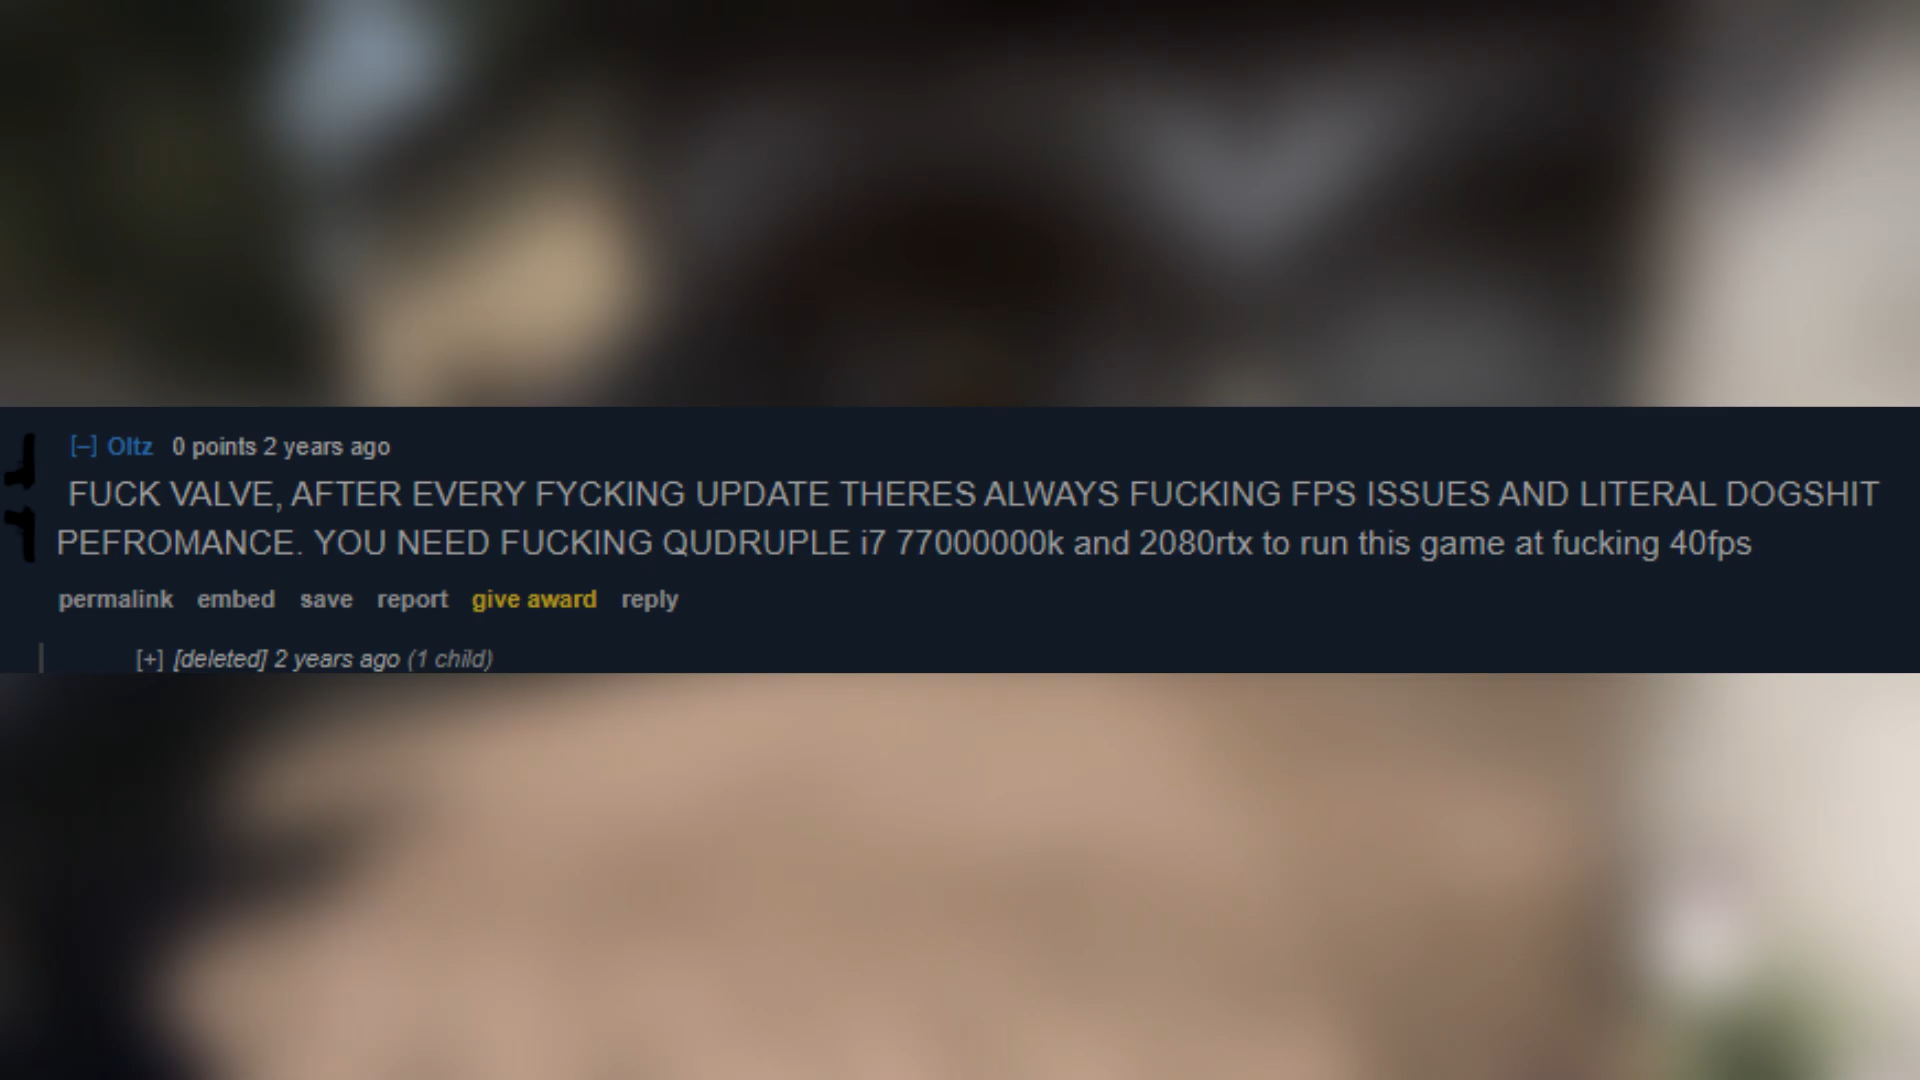 [–] Oltz 0 points 2 years ago
FUCK VALVE, AFTER EVERY FYCKING UPDATE THERES ALWAYS FUCKING FPS ISSUES AND LITERAL DOGSHIT
PEFROMANCE. YOU NEED FUCKING QUDRUPLE i7 77000000k and 2080rtx to run this game at fucking 40fps
permalink embed save report give award reply
[+] [deleted] 2 years ago (1 child)